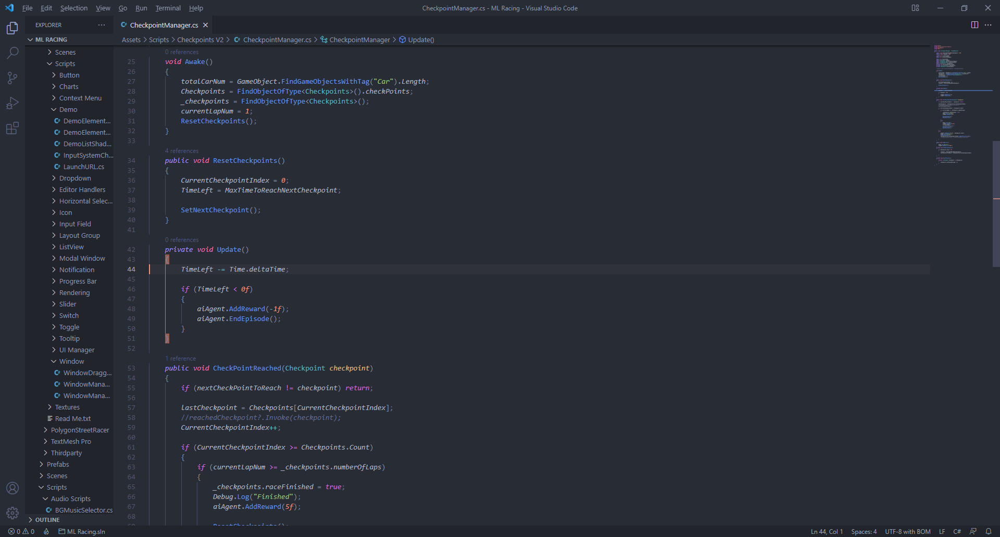 File Edit Selection View Go Run Terminal Help
CheckpointManager.cs - ML Racing - Visual Studio Code
EXPLORER
ML RACING
Scenes
Scripts
Button
Charts
Context Menu
Demo
DemoElement...
DemoElement...
DemoListShad...
InputSystemCh...
LaunchURL.cs
Dropdown
Editor Handlers
Horizontal Selec...
Icon
Input Field
Layout Group
ListView
Modal Window
Notification
Progress Bar
Rendering
Slider
Switch
Toggle
Tooltip
UI Manager
Window
WindowDragg...
WindowMana...
WindowMana...
Textures
Read Me.txt
PolygonStreetRacer
TextMesh Pro
Thirdparty
Prefabs
Scenes
Scripts
Audio Scripts
BGMusicSelector.cs
OUTLINE
CheckpointManager.cs
Assets > Scripts > Checkpoints V2 > CheckpointManager.cs > CheckpointManager > Update()
0 references
25 void Awake()
26 {
27 totalCarNum = GameObject.FindGameObjectsWithTag("Car").Length;
28 Checkpoints = FindObjectOfType<Checkpoints>().checkPoints;
29 _checkpoints = FindObjectOfType<Checkpoints>();
30 currentLapNum = 1;
31 ResetCheckpoints();
32 }
33
4 references
34 public void ResetCheckpoints()
35 {
36 CurrentCheckpointIndex = 0;
37 TimeLeft = MaxTimeToReachNextCheckpoint;
38
39 SetNextCheckpoint();
40 }
41
0 references
42 private void Update()
43 {
44 TimeLeft -= Time.deltaTime;
45
46 if (TimeLeft < 0f)
47 {
48 aiAgent.AddReward(-1f);
49 aiAgent.EndEpisode();
50 }
51 }
52
1 reference
53 public void CheckPointReached(Checkpoint checkpoint)
54 {
55 if (nextCheckPointToReach != checkpoint) return;
56
57 lastCheckpoint = Checkpoints[CurrentCheckpointIndex];
58 //reachedCheckpoint?.Invoke(checkpoint);
59 CurrentCheckpointIndex++;
60
61 if (CurrentCheckpointIndex >= Checkpoints.Count)
62 {
63 if (currentLapNum >= _checkpoints.numberOfLaps)
64 {
65 _checkpoints.raceFinished = true;
66 Debug.Log("Finished");
67 aiAgent.AddReward(5f);
68
0 0 ML Racing.sln
Ln 44, Col 1 Spaces: 4 UTF-8 with BOM LF C#